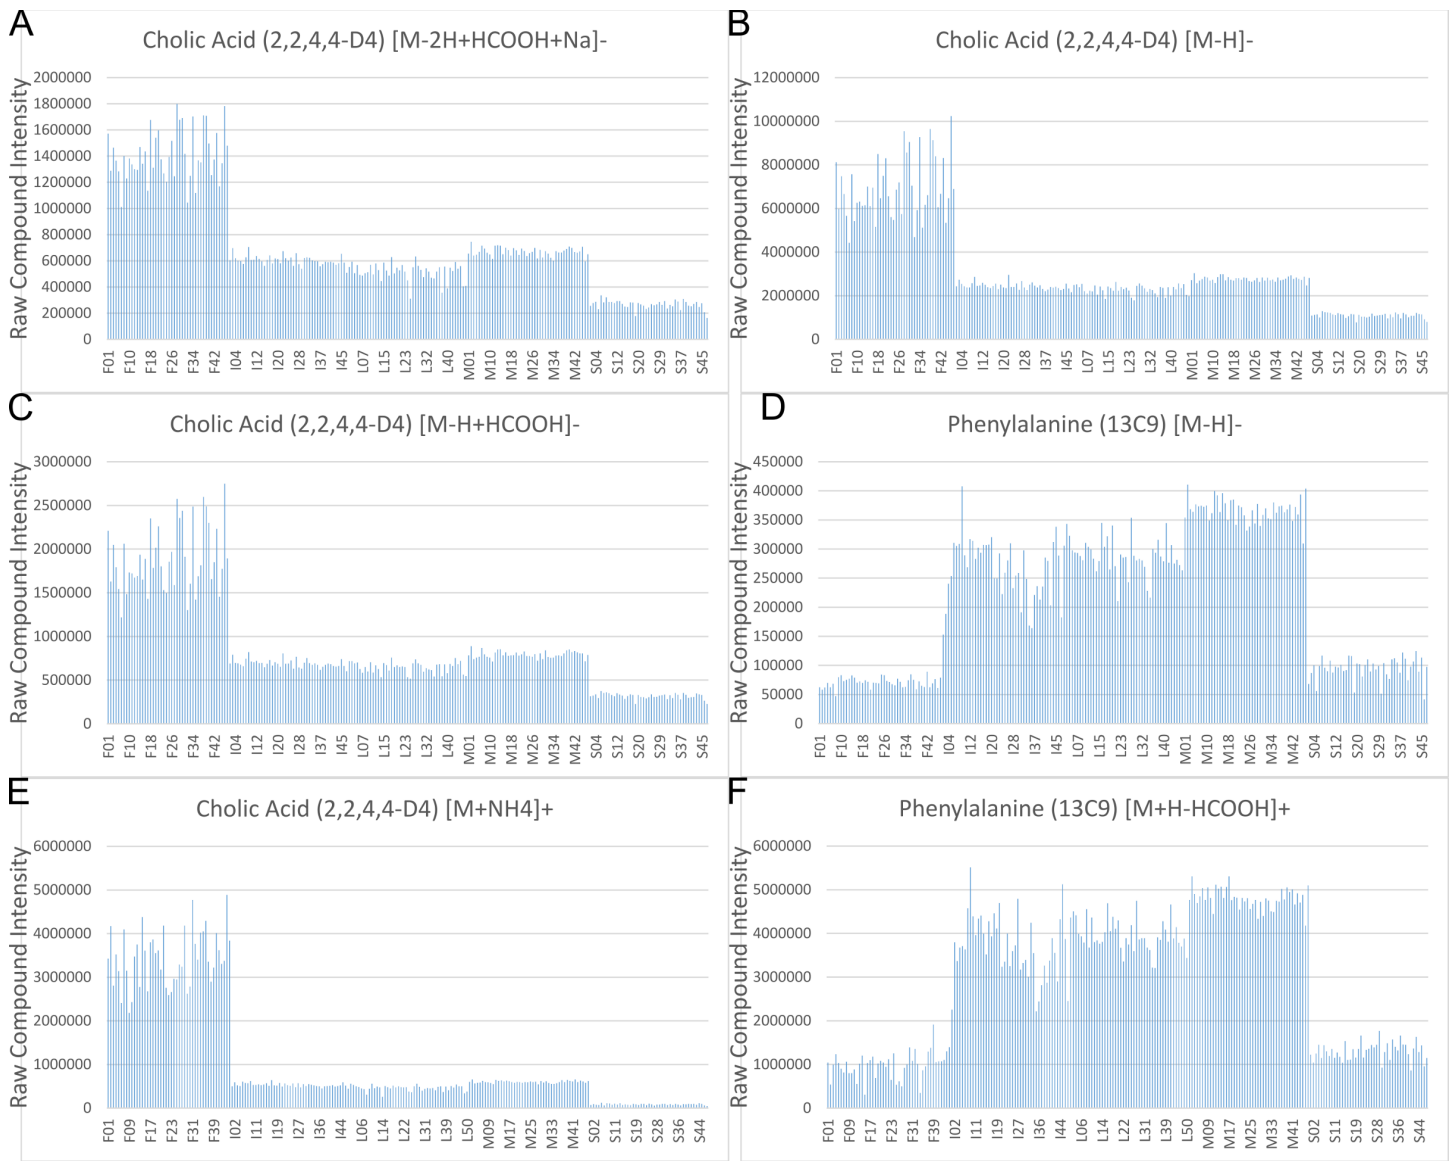 A
Cholic Acid (2,2,4,4-D4) [M-2H+HCOOH+Na]-
Raw Compound Intensity
2000000
1800000
1600000
1400000
1200000
1000000
800000
600000
400000
200000
0
F01 F10 F18 F26 F34 F42 I04 I12 I20 I28 I37 I45 L07 L15 L23 L32 L40 M01 M10 M18 M26 M34 M42 S04 S12 S20 S29 S37 S45
B
Cholic Acid (2,2,4,4-D4) [M-H]-
Raw Compound Intensity
12000000
10000000
8000000
6000000
4000000
2000000
0
F01 F10 F18 F26 F34 F42 I04 I12 I20 I28 I37 I45 L07 L15 L23 L32 L40 M01 M10 M18 M26 M34 M42 S04 S12 S20 S29 S37 S45
C
Cholic Acid (2,2,4,4-D4) [M-H+HCOOH]-
Raw Compound Intensity
3000000
2500000
2000000
1500000
1000000
500000
0
F01 F10 F18 F26 F34 F42 I04 I12 I20 I28 I37 I45 L07 L15 L23 L32 L40 M01 M10 M18 M26 M34 M42 S04 S12 S20 S29 S37 S45
D
Phenylalanine (13C9) [M-H]-
Raw Compound Intensity
450000
400000
350000
300000
250000
200000
150000
100000
50000
0
F01 F10 F18 F26 F34 F42 I04 I12 I20 I28 I37 I45 L07 L15 L23 L32 L40 M01 M10 M18 M26 M34 M42 S04 S12 S20 S29 S37 S45
E
Cholic Acid (2,2,4,4-D4) [M+NH4]+
Raw Compound Intensity
6000000
5000000
4000000
3000000
2000000
1000000
0
F01 F09 F17 F23 F31 F39 I02 I11 I19 I27 I36 I44 L06 L14 L22 L31 L39 L50 M09 M17 M25 M33 M41 S02 S11 S19 S28 S36 S44
F
Phenylalanine (13C9) [M+H-HCOOH]+
Raw Compound Intensity
6000000
5000000
4000000
3000000
2000000
1000000
0
F01 F09 F17 F23 F31 F39 I02 I11 I19 I27 I36 I44 L06 L14 L22 L31 L39 L50 M09 M17 M25 M33 M41 S02 S11 S19 S28 S36 S44